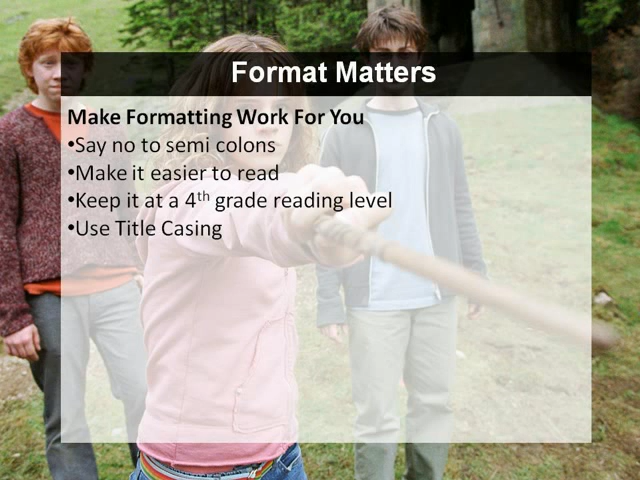 Format Matters
Make Formatting Work For You
•Say no to semi colons
•Make it easier to read
•Keep it at a 4th grade reading level
•Use Title Casing